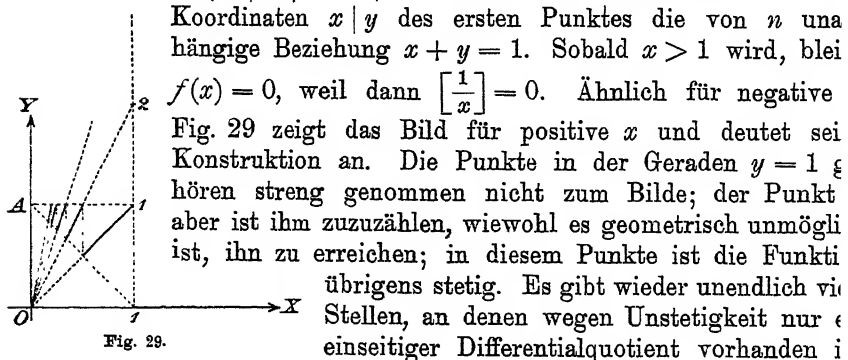 Koordinaten x | y des ersten Punktes die von n una
hängige Beziehung x + y = 1. Sobald x > 1 wird, blei
f(x) = 0, weil dann [1/x] = 0. Ähnlich für negative
Fig. 29 zeigt das Bild für positive x und deutet sei
Konstruktion an. Die Punkte in der Geraden y = 1 g
hören streng genommen nicht zum Bilde; der Punkt
aber ist ihm zuzuzählen, wiewohl es geometrisch unmögli
ist, ihn zu erreichen; in diesem Punkte ist die Funkti
übrigens stetig. Es gibt wieder unendlich vie
Stellen, an denen wegen Unstetigkeit nur e
einseitiger Differentialquotient vorhanden i
Y
2
A
1
O
1
X
Fig. 29.